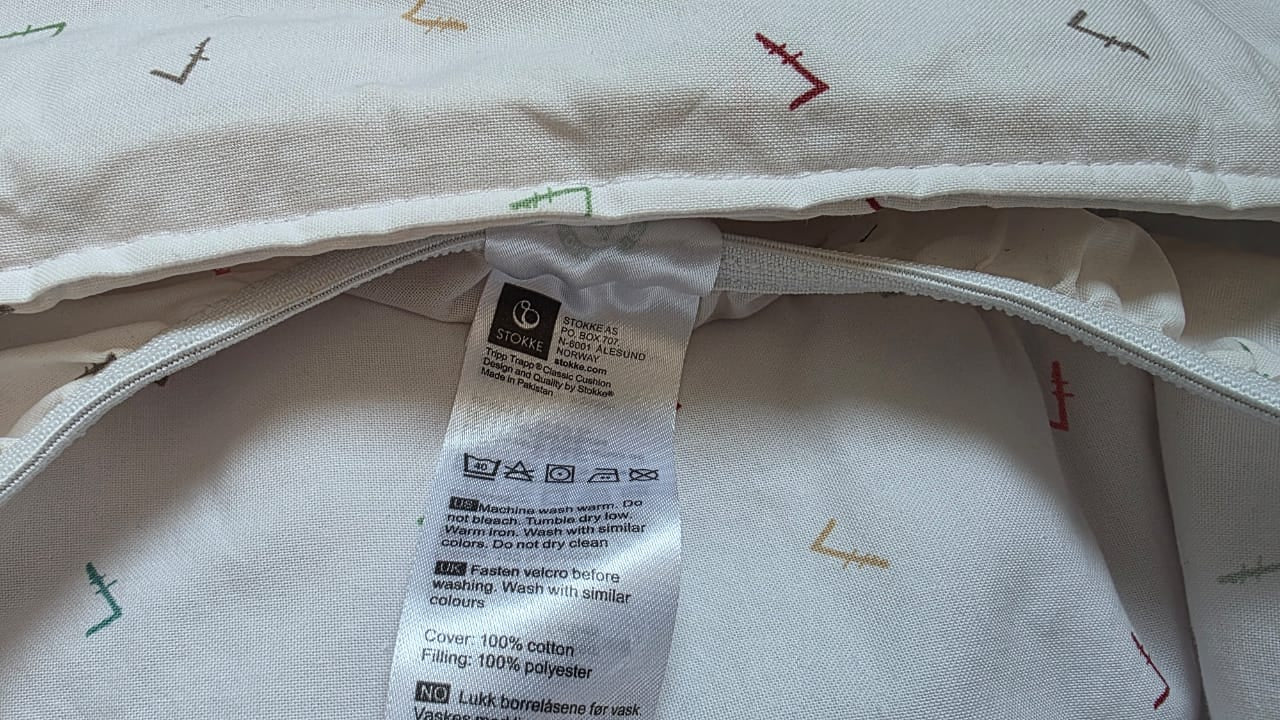 STOKKE
STOKKE AS
PO. BOX 707,
N-6001 ÅLESUND
NORWAY
stokke.com
Tripp Trapp® Classic Cushion
Design and Quality by Stokke®
Made in Pakistan
40
US Machine wash warm. Do
not bleach. Tumble dry low.
Warm iron. Wash with similar
colors. Do not dry clean
UK Fasten velcro before
washing. Wash with similar
colours
Cover: 100% cotton
Filling: 100% polyester
NO Lukk borrelåsene før vask.
Vaskes